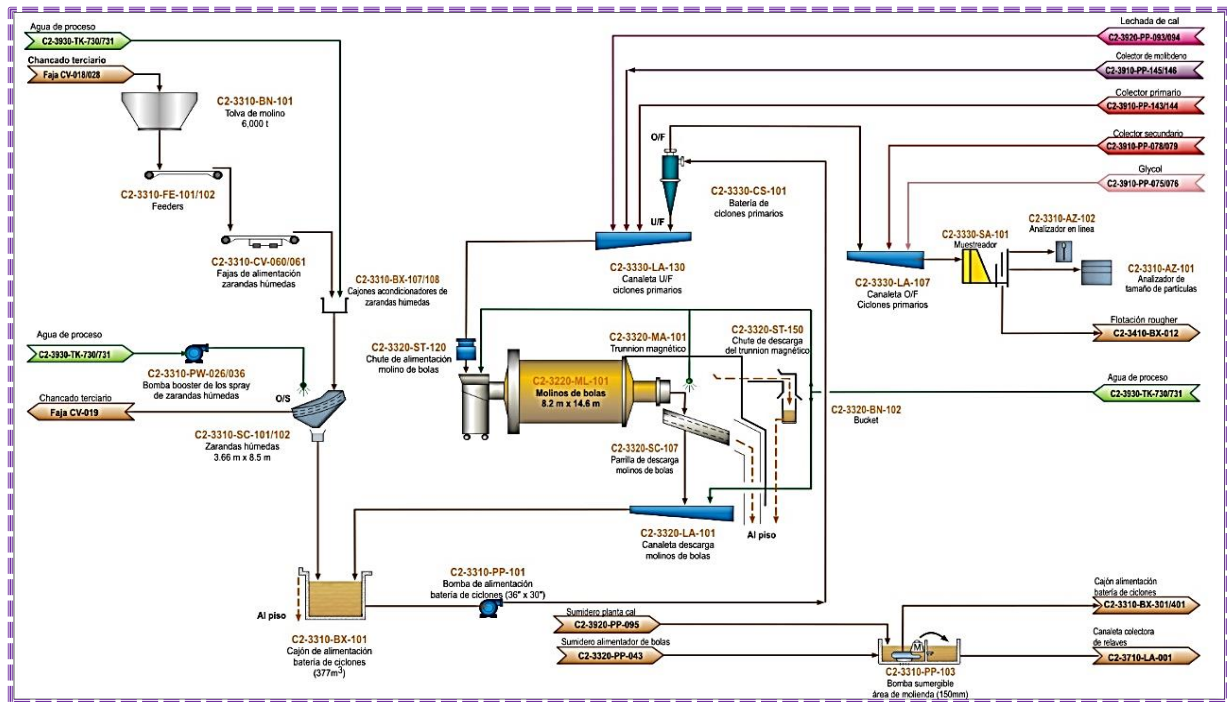 Agua de proceso
C2-3930-TK-730/731
Chancado terciario
Faja CV-018/028
C2-3310-BN-101
Tolva de molino
6,000 t
C2-3310-FE-101/102
Feeders
C2-3310-CV-060/061
Fajas de alimentación
zarandas húmedas
C2-3310-BX-107/108
Cajones acondicionadores de
zarandas húmedas
Agua de proceso
C2-3930-TK-730/731
C2-3310-PW-026/036
Bomba booster de los spray
de zarandas húmedas
O/S
Chancado terciario
Faja CV-019
C2-3310-SC-101/102
Zarandas húmedas
3.66 m x 8.5 m
Al piso
C2-3310-BX-101
Cajón de alimentación
batería de ciclones
(377m3)
C2-3310-PP-101
Bomba de alimentación
batería de ciclones (36" x 30")
Lechada de cal
C2-3920-PP-093/094
Colector de molibdeno
C2-3910-PP-145/146
Colector primario
C2-3910-PP-143/144
Colector secundario
C2-3910-PP-078/079
Glycol
C2-3910-PP-075/076
O/F
U/F
C2-3330-CS-101
Batería de
ciclones primarios
C2-3330-LA-130
Canaleta U/F
ciclones primarios
C2-3330-LA-107
Canaleta O/F
Ciclones primarios
C2-3330-SA-101
Muestreador
C2-3310-AZ-102
Analizador en linea
C2-3310-AZ-101
Analizador de
tamaño de partículas
Flotación rougher
C2-3410-BX-012
C2-3320-ST-120
Chute de alimentación
molino de bolas
C2-3320-MA-101
Trunnion magnético
C2-3320-ST-150
Chute de descarga
del trunnion magnético
C2-3220-ML-101
Molinos de bolas
8.2 m x 14.6 m
Agua de proceso
C2-3930-TK-730/731
C2-3320-BN-102
Bucket
C2-3320-SC-107
Parrilla de descarga
molinos de bolas
C2-3320-LA-101
Canaleta descarga
molinos de bolas
Al piso
Sumidero planta cal
C2-3920-PP-095
Sumidero alimentador de bolas
C2-3320-PP-043
M
C2-3310-PP-103
Bomba sumergible
área de molienda (150mm)
Cajón alimentación
batería de ciclones
C2-3310-BX-301/401
Canaleta colectora
de relaves
C2-3710-LA-001